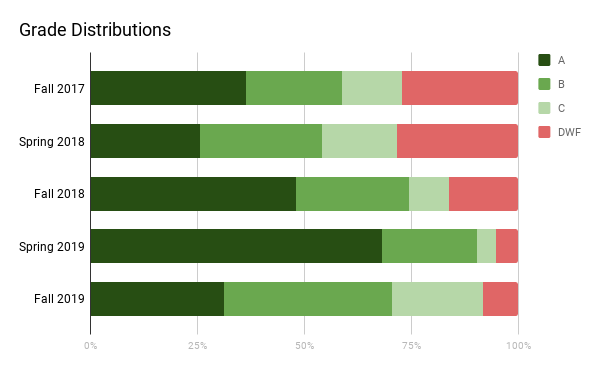 Grade Distributions
A
B
C
DWF
Fall 2017
Spring 2018
Fall 2018
Spring 2019
Fall 2019
0% 25% 50% 75% 100%